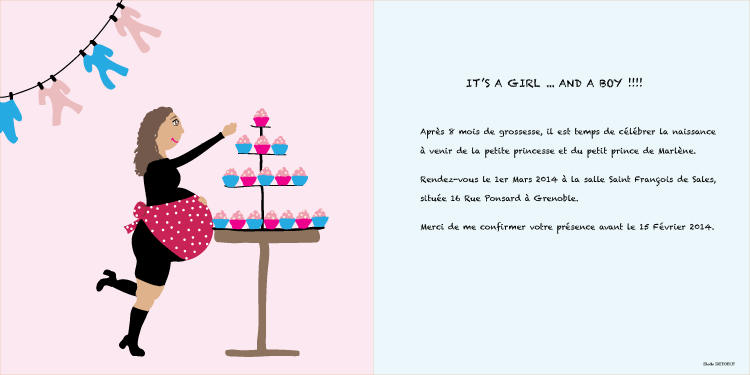 IT'S A GIRL ... AND A BOY !!!!
Après 8 mois de grossesse, il est temps de célébrer la naissance
à venir de la petite princesse et du petit prince de Marlène.
Rendez-vous le 1er Mars 2014 à la salle Saint François de Sales,
située 16 Rue Ponsard à Grenoble.
Merci de me confirmer votre présence avant le 15 Février 2014.